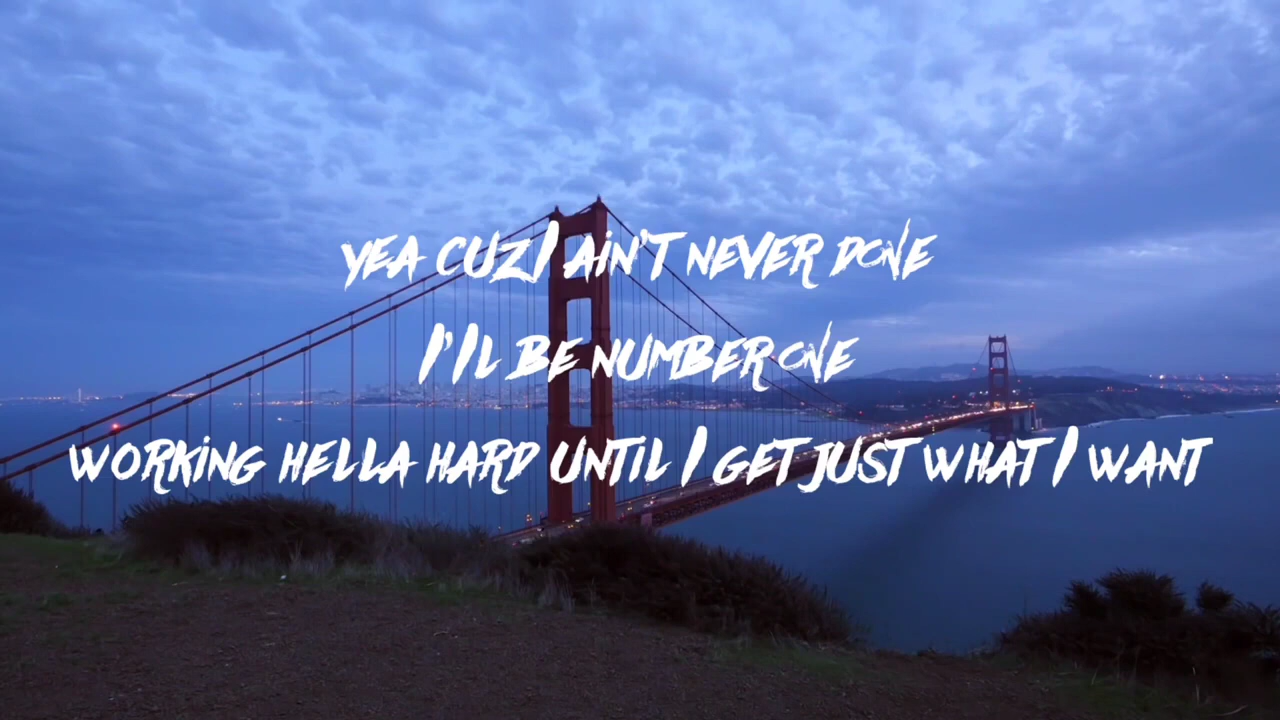 yea cuz I ain't never done
I'll be number one
working hella hard until I get just what I want